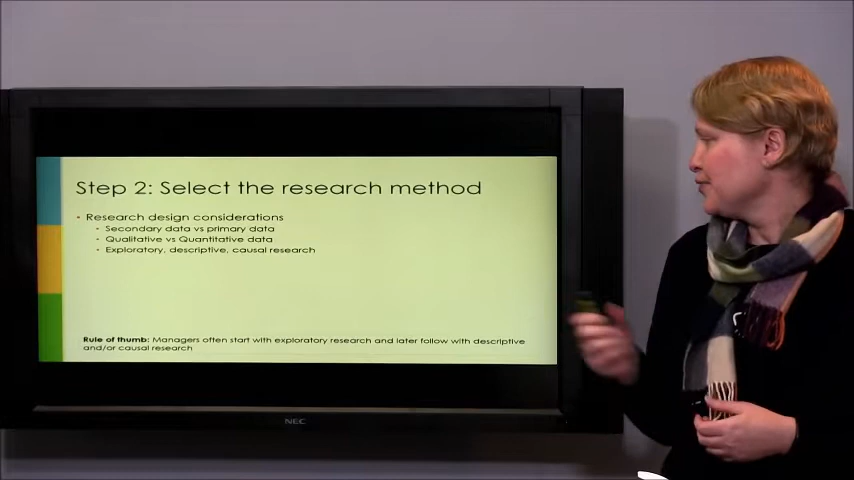 Step 2: Select the research method
• Research design considerations
• Secondary data vs primary data
• Qualitative vs Quantitative data
• Exploratory, descriptive, causal research
Rule of thumb: Managers often start with exploratory research and later follow with descriptive
and/or causal research
NEC